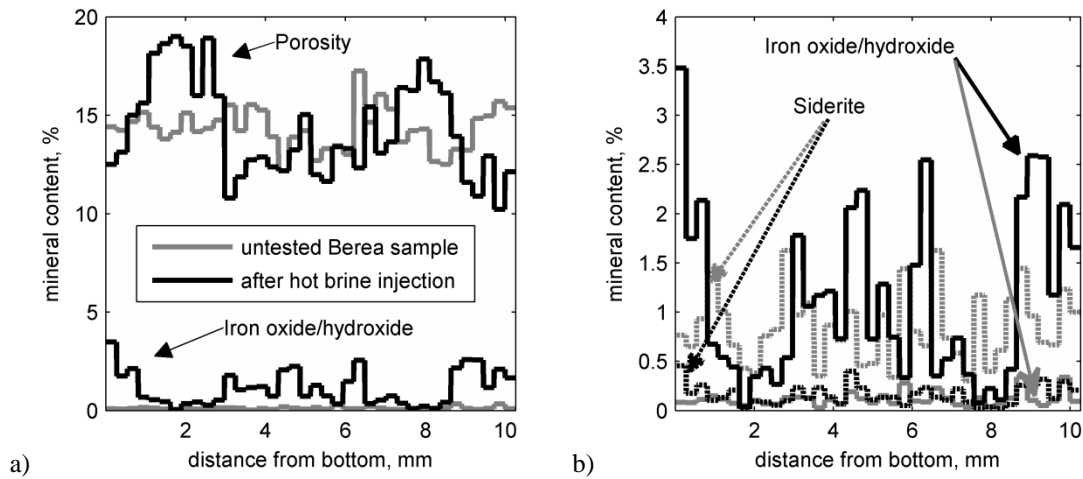 20
15
10
5
0
mineral content, %
Porosity
untested Berea sample
after hot brine injection
Iron oxide/hydroxide
2
4
6
8
10
distance from bottom, mm
a)
4
3.5
3
2.5
2
1.5
1
0.5
0
mineral content, %
Iron oxide/hydroxide
Siderite
2
4
6
8
10
distance from bottom, mm
b)